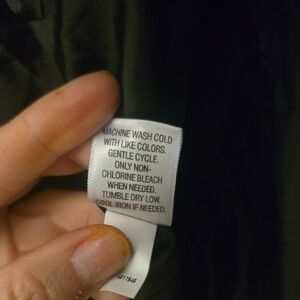 MACHINE WASH COLD
WITH LIKE COLORS.
GENTLE CYCLE.
ONLY NON-
CHLORINE BLEACH
WHEN NEEDED.
TUMBLE DRY LOW.
COOL IRON IF NEEDED.